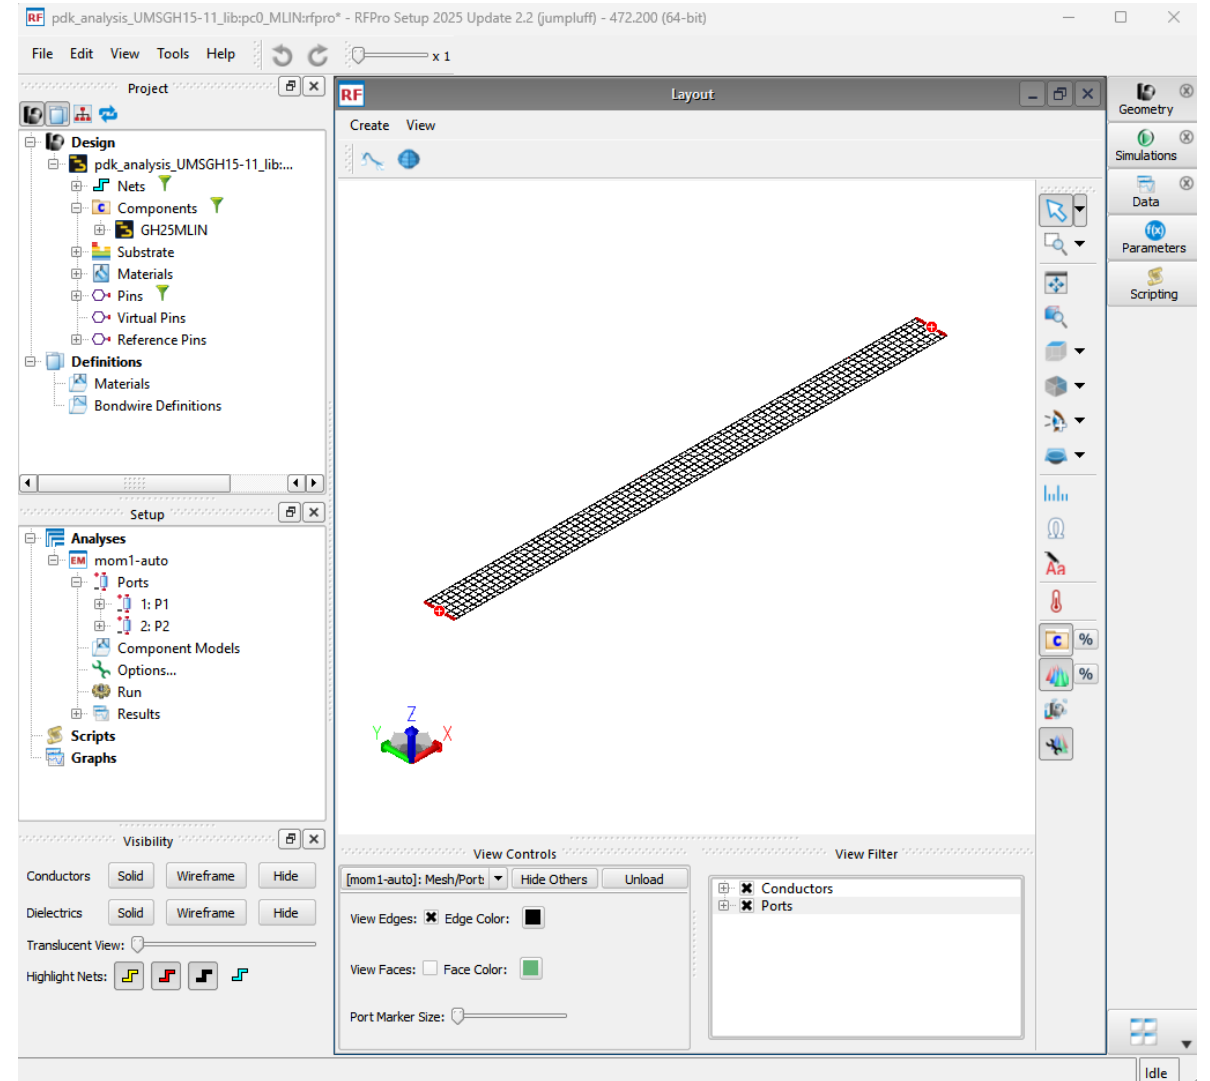 RF pdk_analysis_UMSGH15-11_lib:pc0_MLIN:rfpro* - RFPro Setup 2025 Update 2.2 (jumpluff) - 472.200 (64-bit)
File Edit View Tools Help x 1
Project
Design
pdk_analysis_UMSGH15-11_lib:...
Nets
Components
GH25MLIN
Substrate
Materials
Pins
Virtual Pins
Reference Pins
Definitions
Materials
Bondwire Definitions
Setup
Analyses
EM mom1-auto
Ports
1: P1
2: P2
Component Models
Options...
Run
Results
Scripts
Graphs
Visibility
Conductors Solid Wireframe Hide
Dielectrics Solid Wireframe Hide
Translucent View:
Highlight Nets:
RF Layout
Create View
Z
Y X
Aa
C %
%
View Controls
[mom1-auto]: Mesh/Port: Hide Others Unload
View Edges: Edge Color:
View Faces: Face Color:
Port Marker Size:
View Filter
Conductors
Ports
Geometry
Simulations
Data
f(x)
Parameters
Scripting
Idle